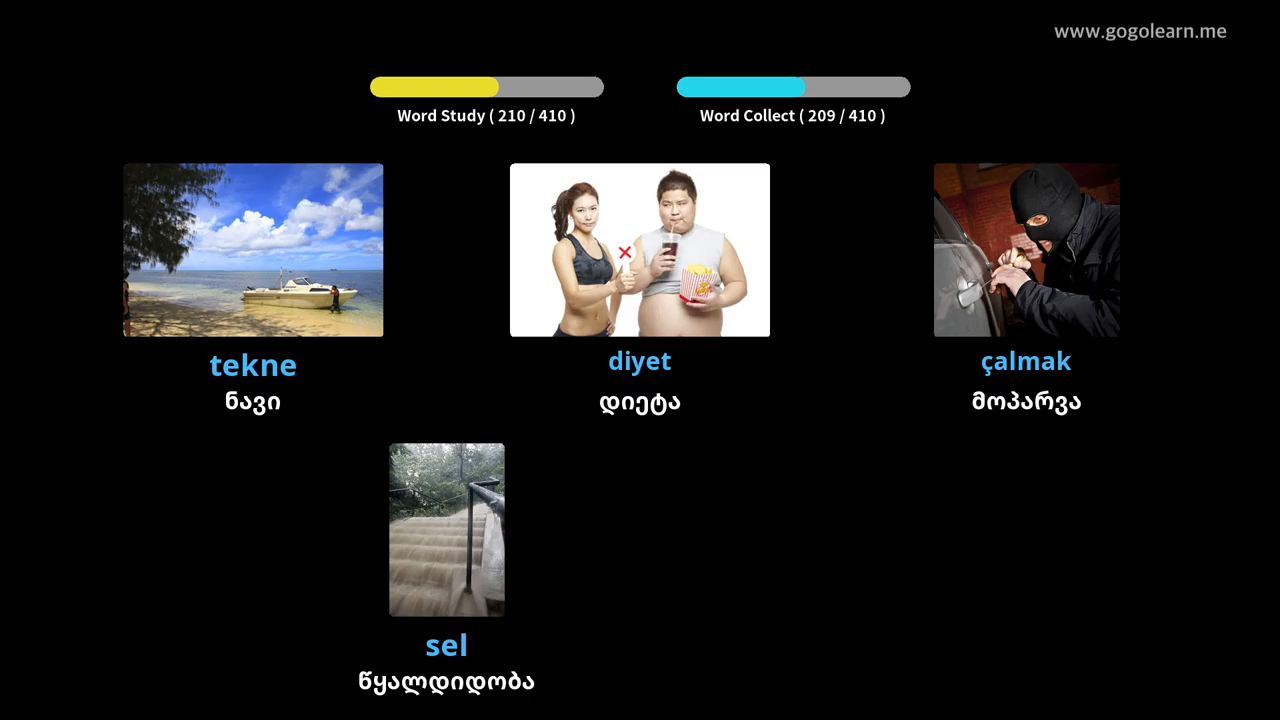 www.gogolearn.me
Word Study ( 210 / 410 )
Word Collect ( 209 / 410 )
tekne
ნავი
diyet
დიეტა
çalmak
მოპარვა
sel
წყალდიდობა